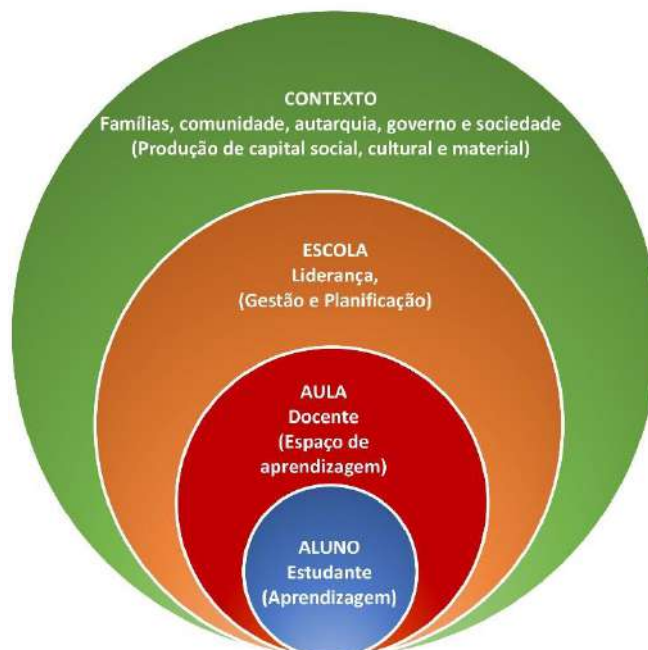 CONTEXTO
Famílias, comunidade, autarquia, governo e sociedade
(Produção de capital social, cultural e material)
ESCOLA
Liderança,
(Gestão e Planificação)
AULA
Docente
(Espaço de
aprendizagem)
ALUNO
Estudante
(Aprendizagem)